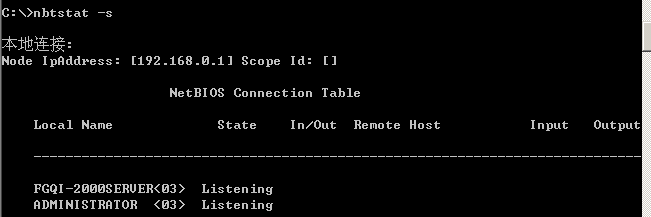 C:\>nbtstat -s
本地连接:
Node IpAddress: [192.168.0.1] Scope Id: []
NetBIOS Connection Table
Local Name State In/Out Remote Host Input Output
------------------------------------------------------------------------------
FGQI-2000SERVER<03> Listening
ADMINISTRATOR <03> Listening